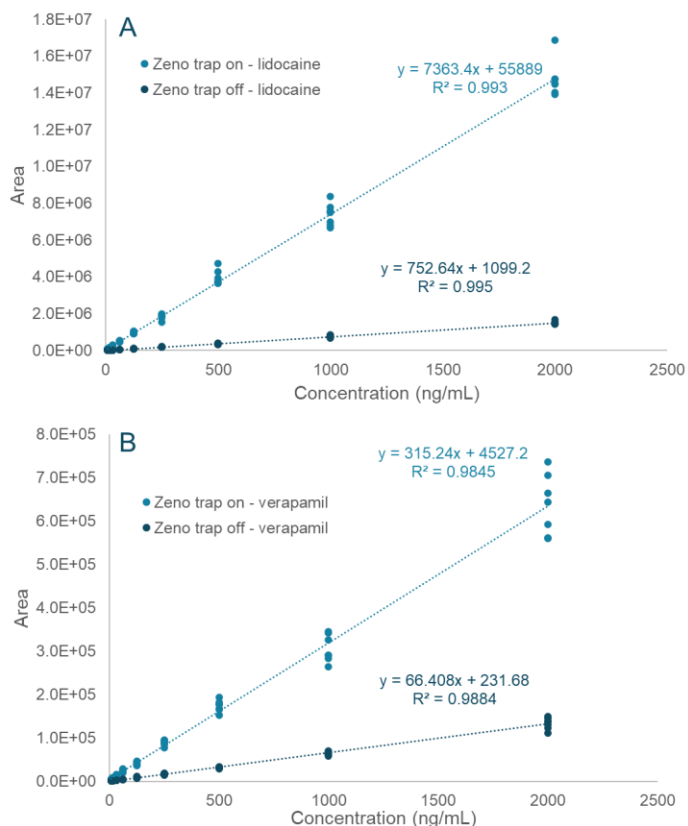 A
1.8E+07
1.6E+07
1.4E+07
1.2E+07
1.0E+07
8.0E+06
6.0E+06
4.0E+06
2.0E+06
0.0E+00
Area
Zeno trap on - lidocaine
Zeno trap off - lidocaine
y = 7363.4x + 55889
R² = 0.993
y = 752.64x + 1099.2
R² = 0.995
0 500 1000 1500 2000 2500
Concentration (ng/mL)
B
8.0E+05
7.0E+05
6.0E+05
5.0E+05
4.0E+05
3.0E+05
2.0E+05
1.0E+05
0.0E+00
Area
Zeno trap on - verapamil
Zeno trap off - verapamil
y = 315.24x + 4527.2
R² = 0.9845
y = 66.408x + 231.68
R² = 0.9884
0 500 1000 1500 2000 2500
Concentration (ng/mL)